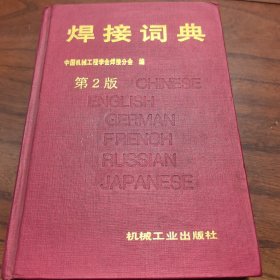 焊接词典
中国机械工程学会焊接分会 编
第2版
CHINESE
ENGLISH
GERMAN
FRENCH
RUSSIAN
JAPANESE
机械工业出版社